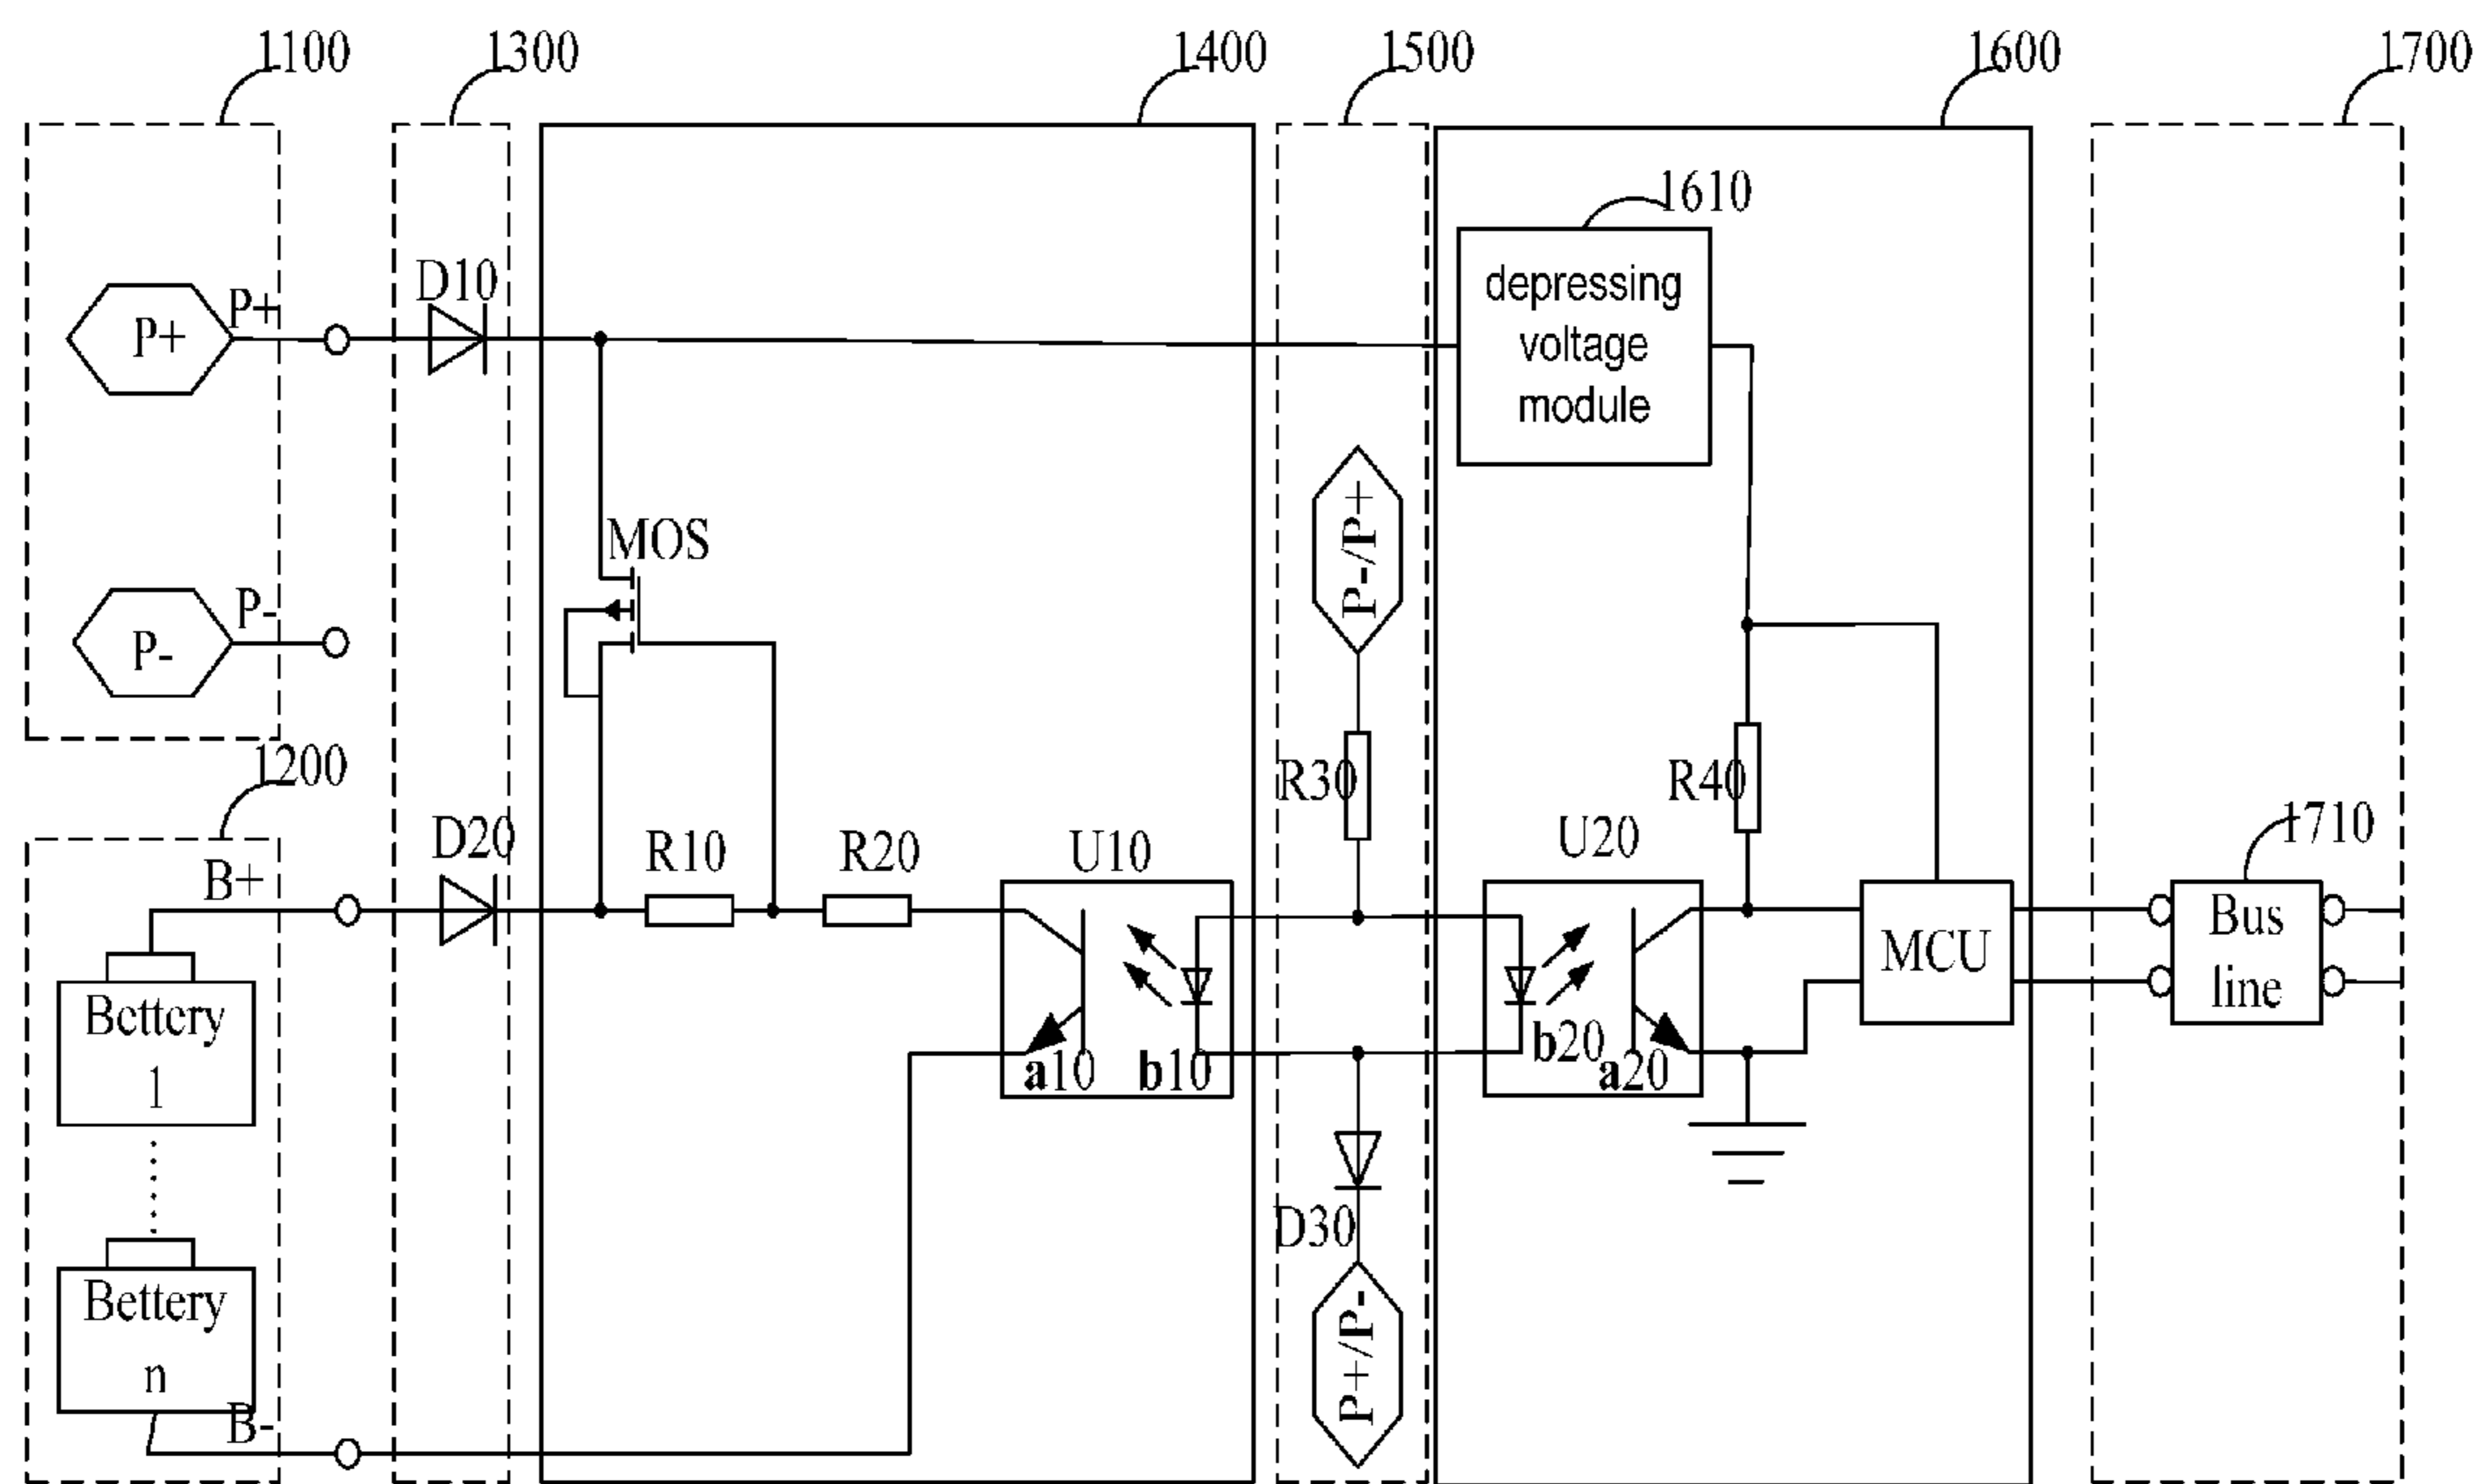 1100
1300
1400
1500
1600
1700
1610
D10
P+
P+
depressing
voltage
module
P-/P+
MOS
P-
P-
1200
R30
R40
1710
B+
D20
R10
R20
U10
U20
Bettery
1
MCU
Bus
line
a10
b10
b20
a20
D30
Bettery
n
B-
P+/P-